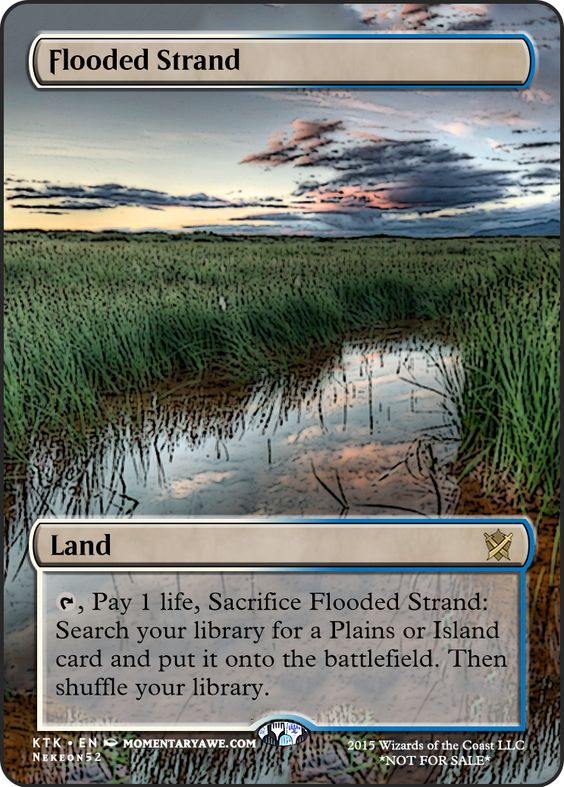 Flooded Strand
Land
, Pay 1 life, Sacrifice Flooded Strand:
Search your library for a Plains or Island
card and put it onto the battlefield. Then
shuffle your library.
KTK • EN MOMENTARYAWE.COM 2015 Wizards of the Coast LLC
NEKEON52 *NOT FOR SALE*